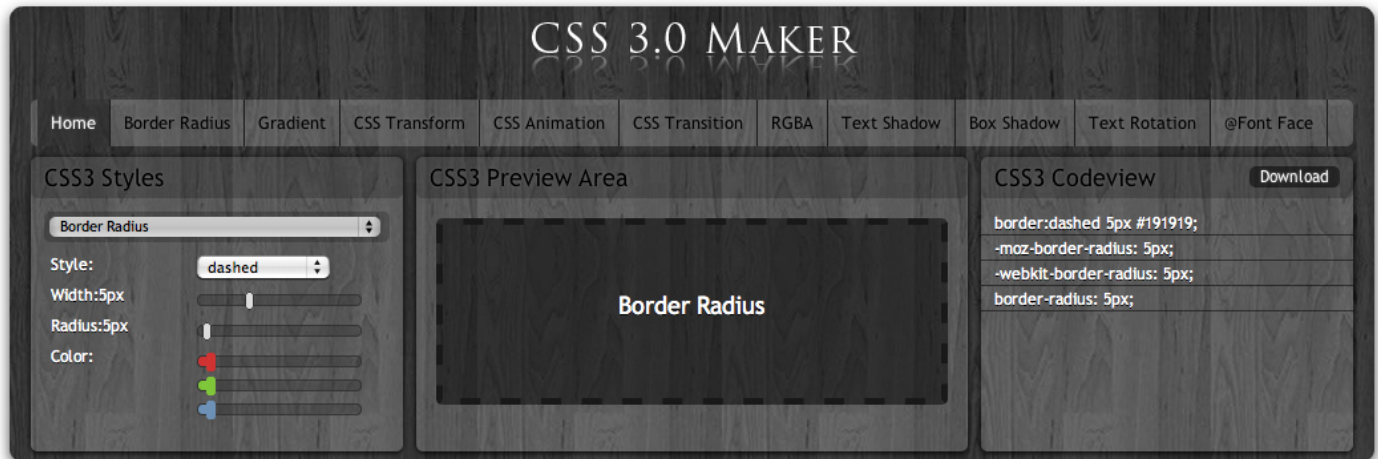 CSS 3.0 Maker
Home Border Radius Gradient CSS Transform CSS Animation CSS Transition RGBA Text Shadow Box Shadow Text Rotation @Font Face
CSS3 Styles
Border Radius
Style: dashed
Width:5px
Radius:5px
Color:
CSS3 Preview Area
Border Radius
CSS3 Codeview Download
border:dashed 5px #191919;
-moz-border-radius: 5px;
-webkit-border-radius: 5px;
border-radius: 5px;